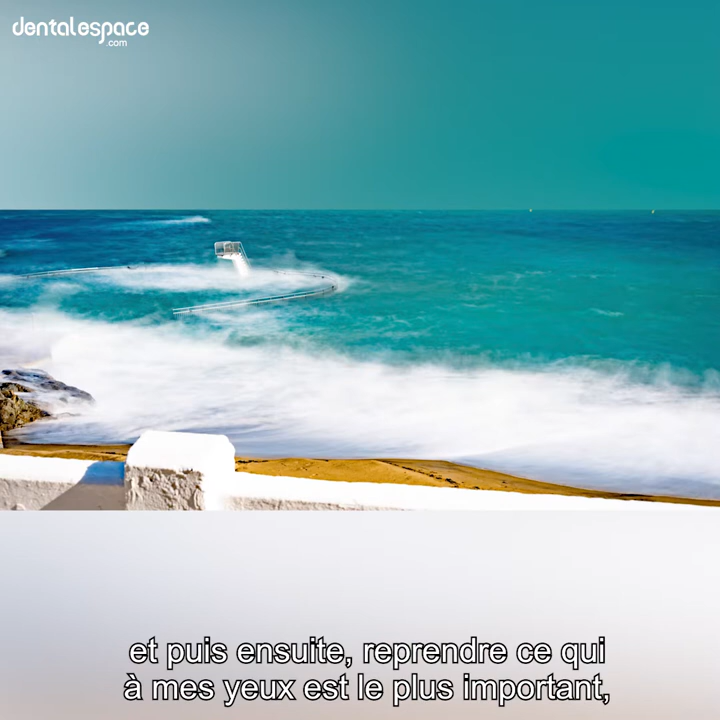 dentalespace
.com
et puis ensuite, reprendre ce qui
à mes yeux est le plus important,